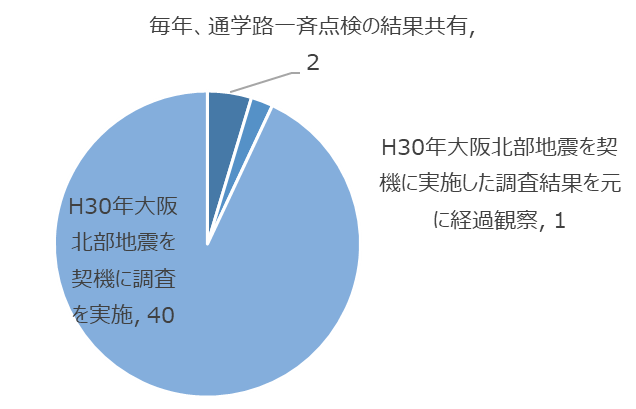 毎年、通学路一斉点検の結果共有,
2
H30年大阪北部地震を契
機に実施した調査結果を元
に経過観察, 1
H30年大阪
北部地震を
契機に調査
を実施, 40